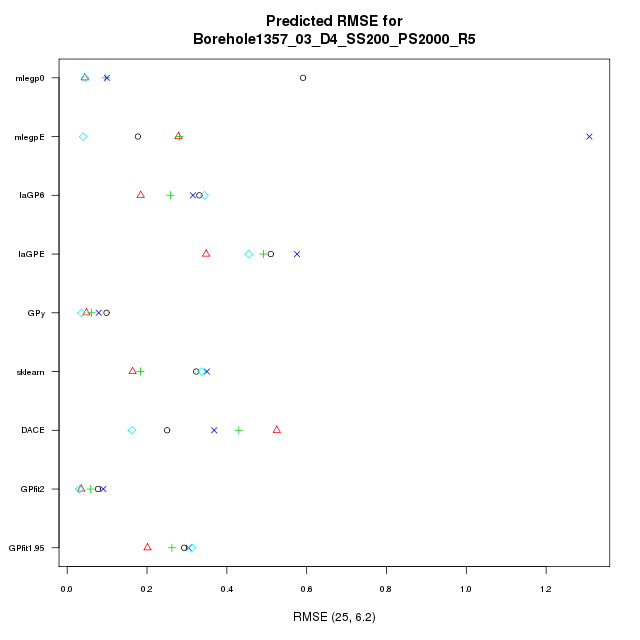 Predicted RMSE for
Borehole1357_03_D4_SS200_PS2000_R5
mlegp0
mlegpE
laGP6
laGPE
GPy
sklearn
DACE
GPfit2
GPfit1.95
0.0 0.2 0.4 0.6 0.8 1.0 1.2
RMSE (25, 6.2)